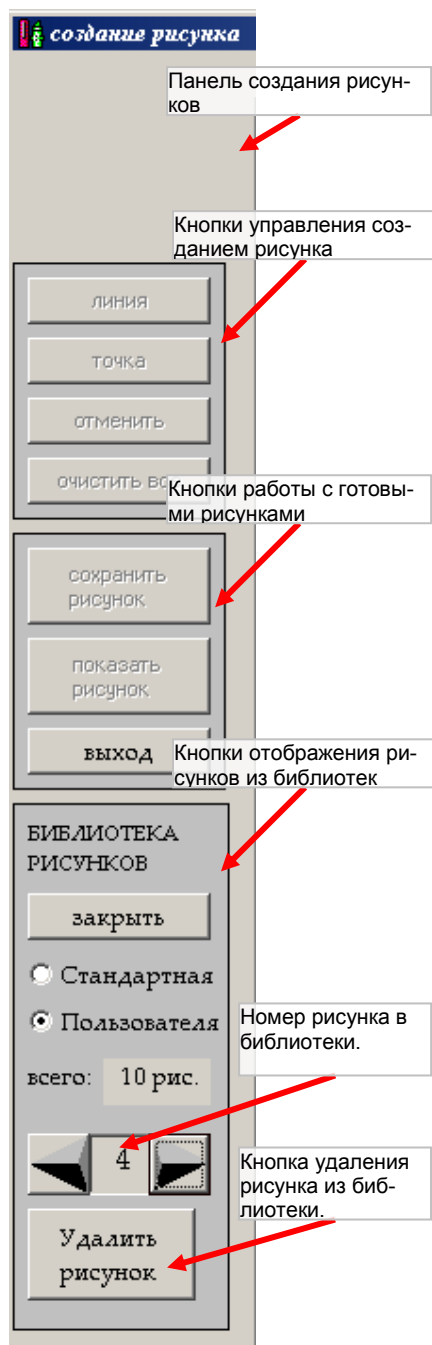 создание рисунка
Панель создания рисун-
ков
Кнопки управления соз-
данием рисунка
линия
точка
отменить
очистить
Кнопки работы с готовы-
ми рисунками
сохранить
рисунок
показать
рисунок
выход
Кнопки отображения ри-
сунков из библиотек
БИБЛИОТЕКА
РИСУНКОВ
закрыть
Стандартная
Пользователя
Номер рисунка в
библиотеки.
всего: 10 рис.
4
Кнопка удаления
рисунка из биб-
лиотеки.
Удалить
рисунок